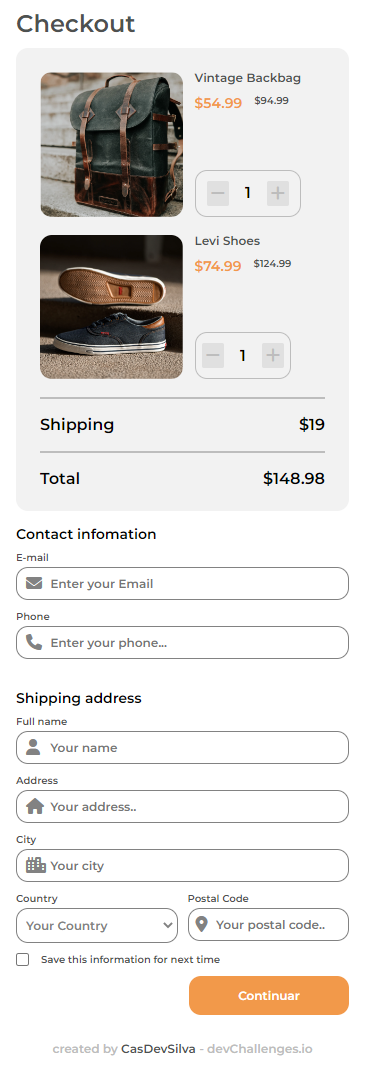 Checkout
Vintage Backbag
$54.99 $94.99
1
Levi Shoes
$74.99 $124.99
1
Shipping $19
Total $148.98
Contact infomation
E-mail
Enter your Email
Phone
Enter your phone...
Shipping address
Full name
Your name
Address
Your address..
City
Your city
Country Postal Code
Your Country Your postal code..
Save this information for next time
Continuar
created by CasDevSilva - devChallenges.io